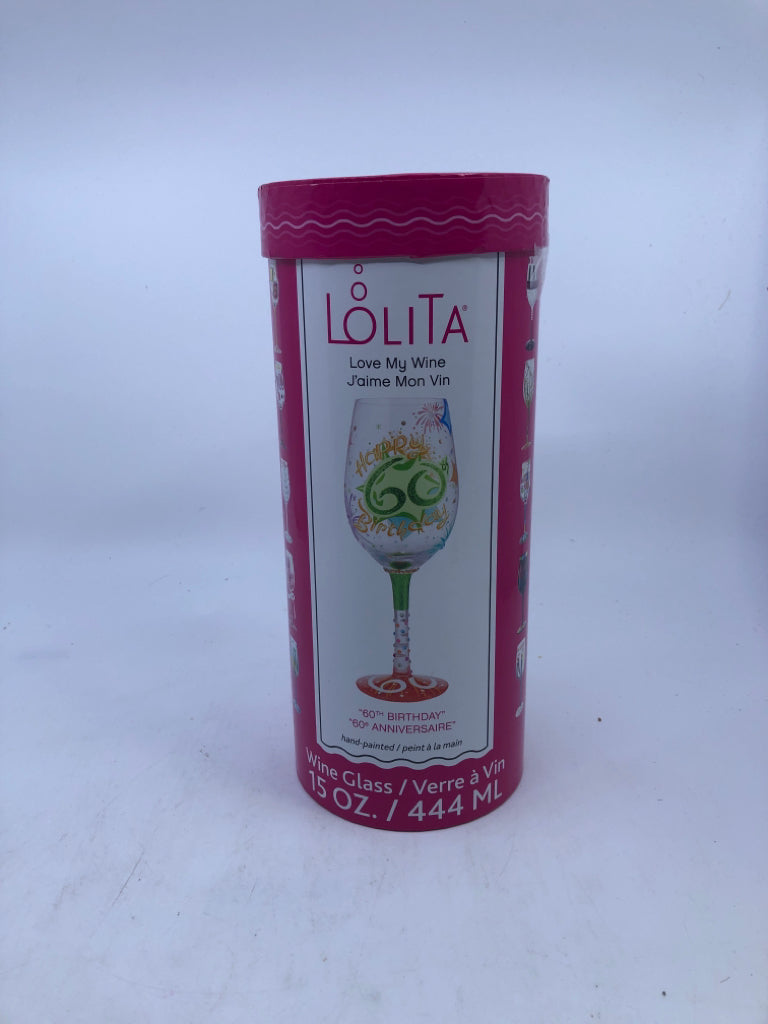 LOLITA®
Love My Wine
J'aime Mon Vin
HAPPY
60th
Birthday
60
"60TH BIRTHDAY"
"60e ANNIVERSAIRE"
hand-painted / peint à la main
Wine Glass / Verre à Vin
15 OZ. / 444 ML